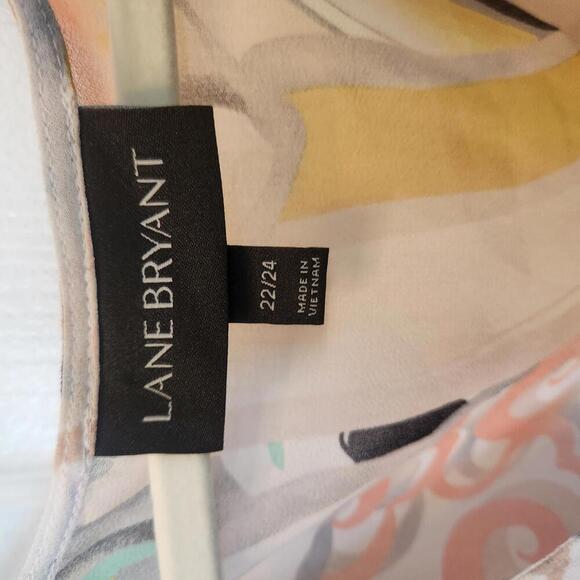 LANE BRYANT
22/24
MADE IN
VIETNAM